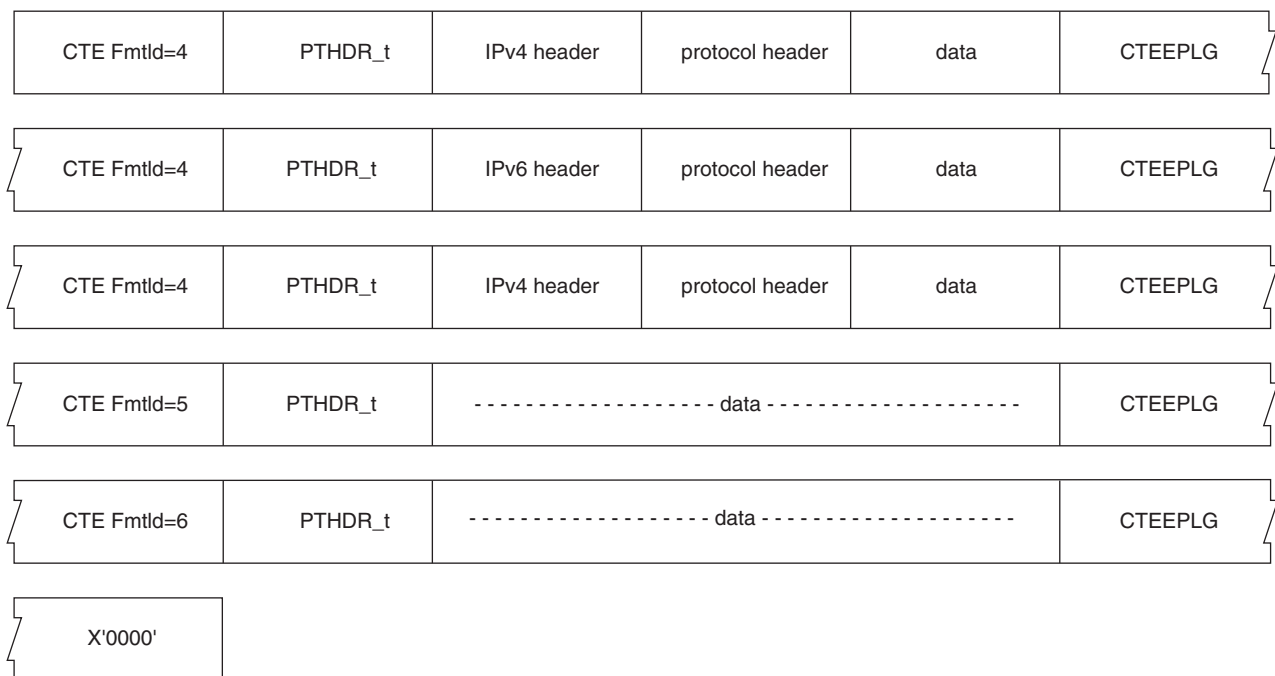 CTE FmtId=4 PTHDR_t IPv4 header protocol header data CTEEPLG
CTE FmtId=4 PTHDR_t IPv6 header protocol header data CTEEPLG
CTE FmtId=4 PTHDR_t IPv4 header protocol header data CTEEPLG
CTE FmtId=5 PTHDR_t - - - - - - - - - - - - - - - - - - - data - - - - - - - - - - - - - - - - - - - - CTEEPLG
CTE FmtId=6 PTHDR_t - - - - - - - - - - - - - - - - - - - data - - - - - - - - - - - - - - - - - - - - CTEEPLG
X'0000'